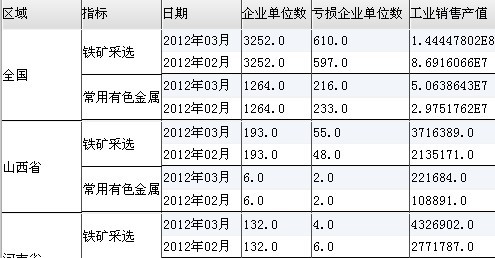 区域 指标 日期 企业单位数 亏损企业单位数 工业销售产值
全国 铁矿采选 2012年03月 3252.0 610.0 1.44447802E8
2012年02月 3252.0 597.0 8.6916066E7
常用有色金属 2012年03月 1264.0 216.0 5.0638643E7
2012年02月 1264.0 233.0 2.9751762E7
山西省 铁矿采选 2012年03月 193.0 55.0 3716389.0
2012年02月 193.0 48.0 2135171.0
常用有色金属 2012年03月 6.0 2.0 221684.0
2012年02月 6.0 2.0 108891.0
河南省 铁矿采选 2012年03月 132.0 4.0 4326902.0
2012年02月 132.0 6.0 2771787.0